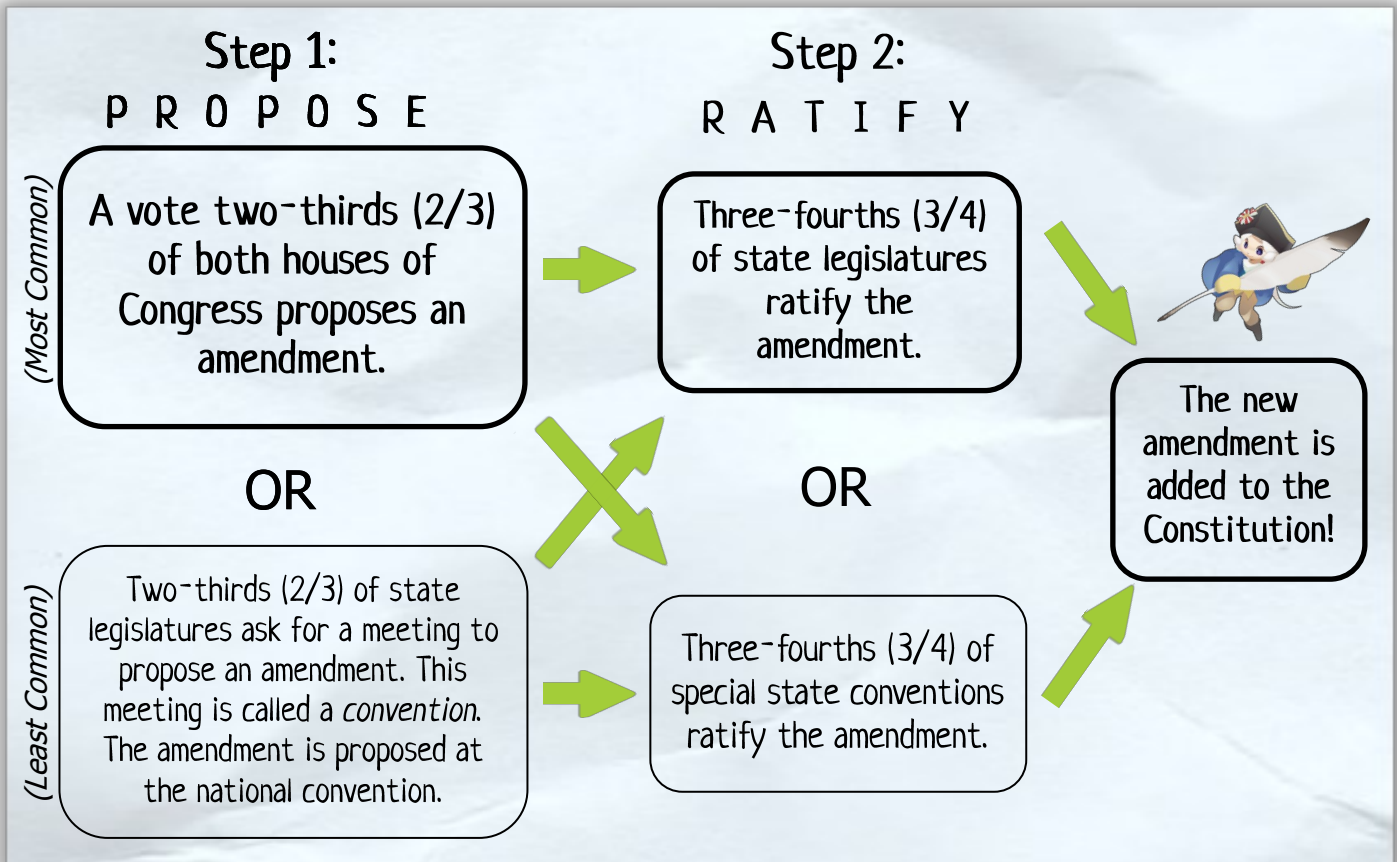 Step 1:
P R O P O S E
(Most Common)
A vote two-thirds (2/3)
of both houses of
Congress proposes an
amendment.
OR
(Least Common)
Two-thirds (2/3) of state
legislatures ask for a meeting to
propose an amendment. This
meeting is called a convention.
The amendment is proposed at
the national convention.
Step 2:
R A T I F Y
Three-fourths (3/4)
of state legislatures
ratify the
amendment.
OR
Three-fourths (3/4) of
special state conventions
ratify the amendment.
The new
amendment is
added to the
Constitution!